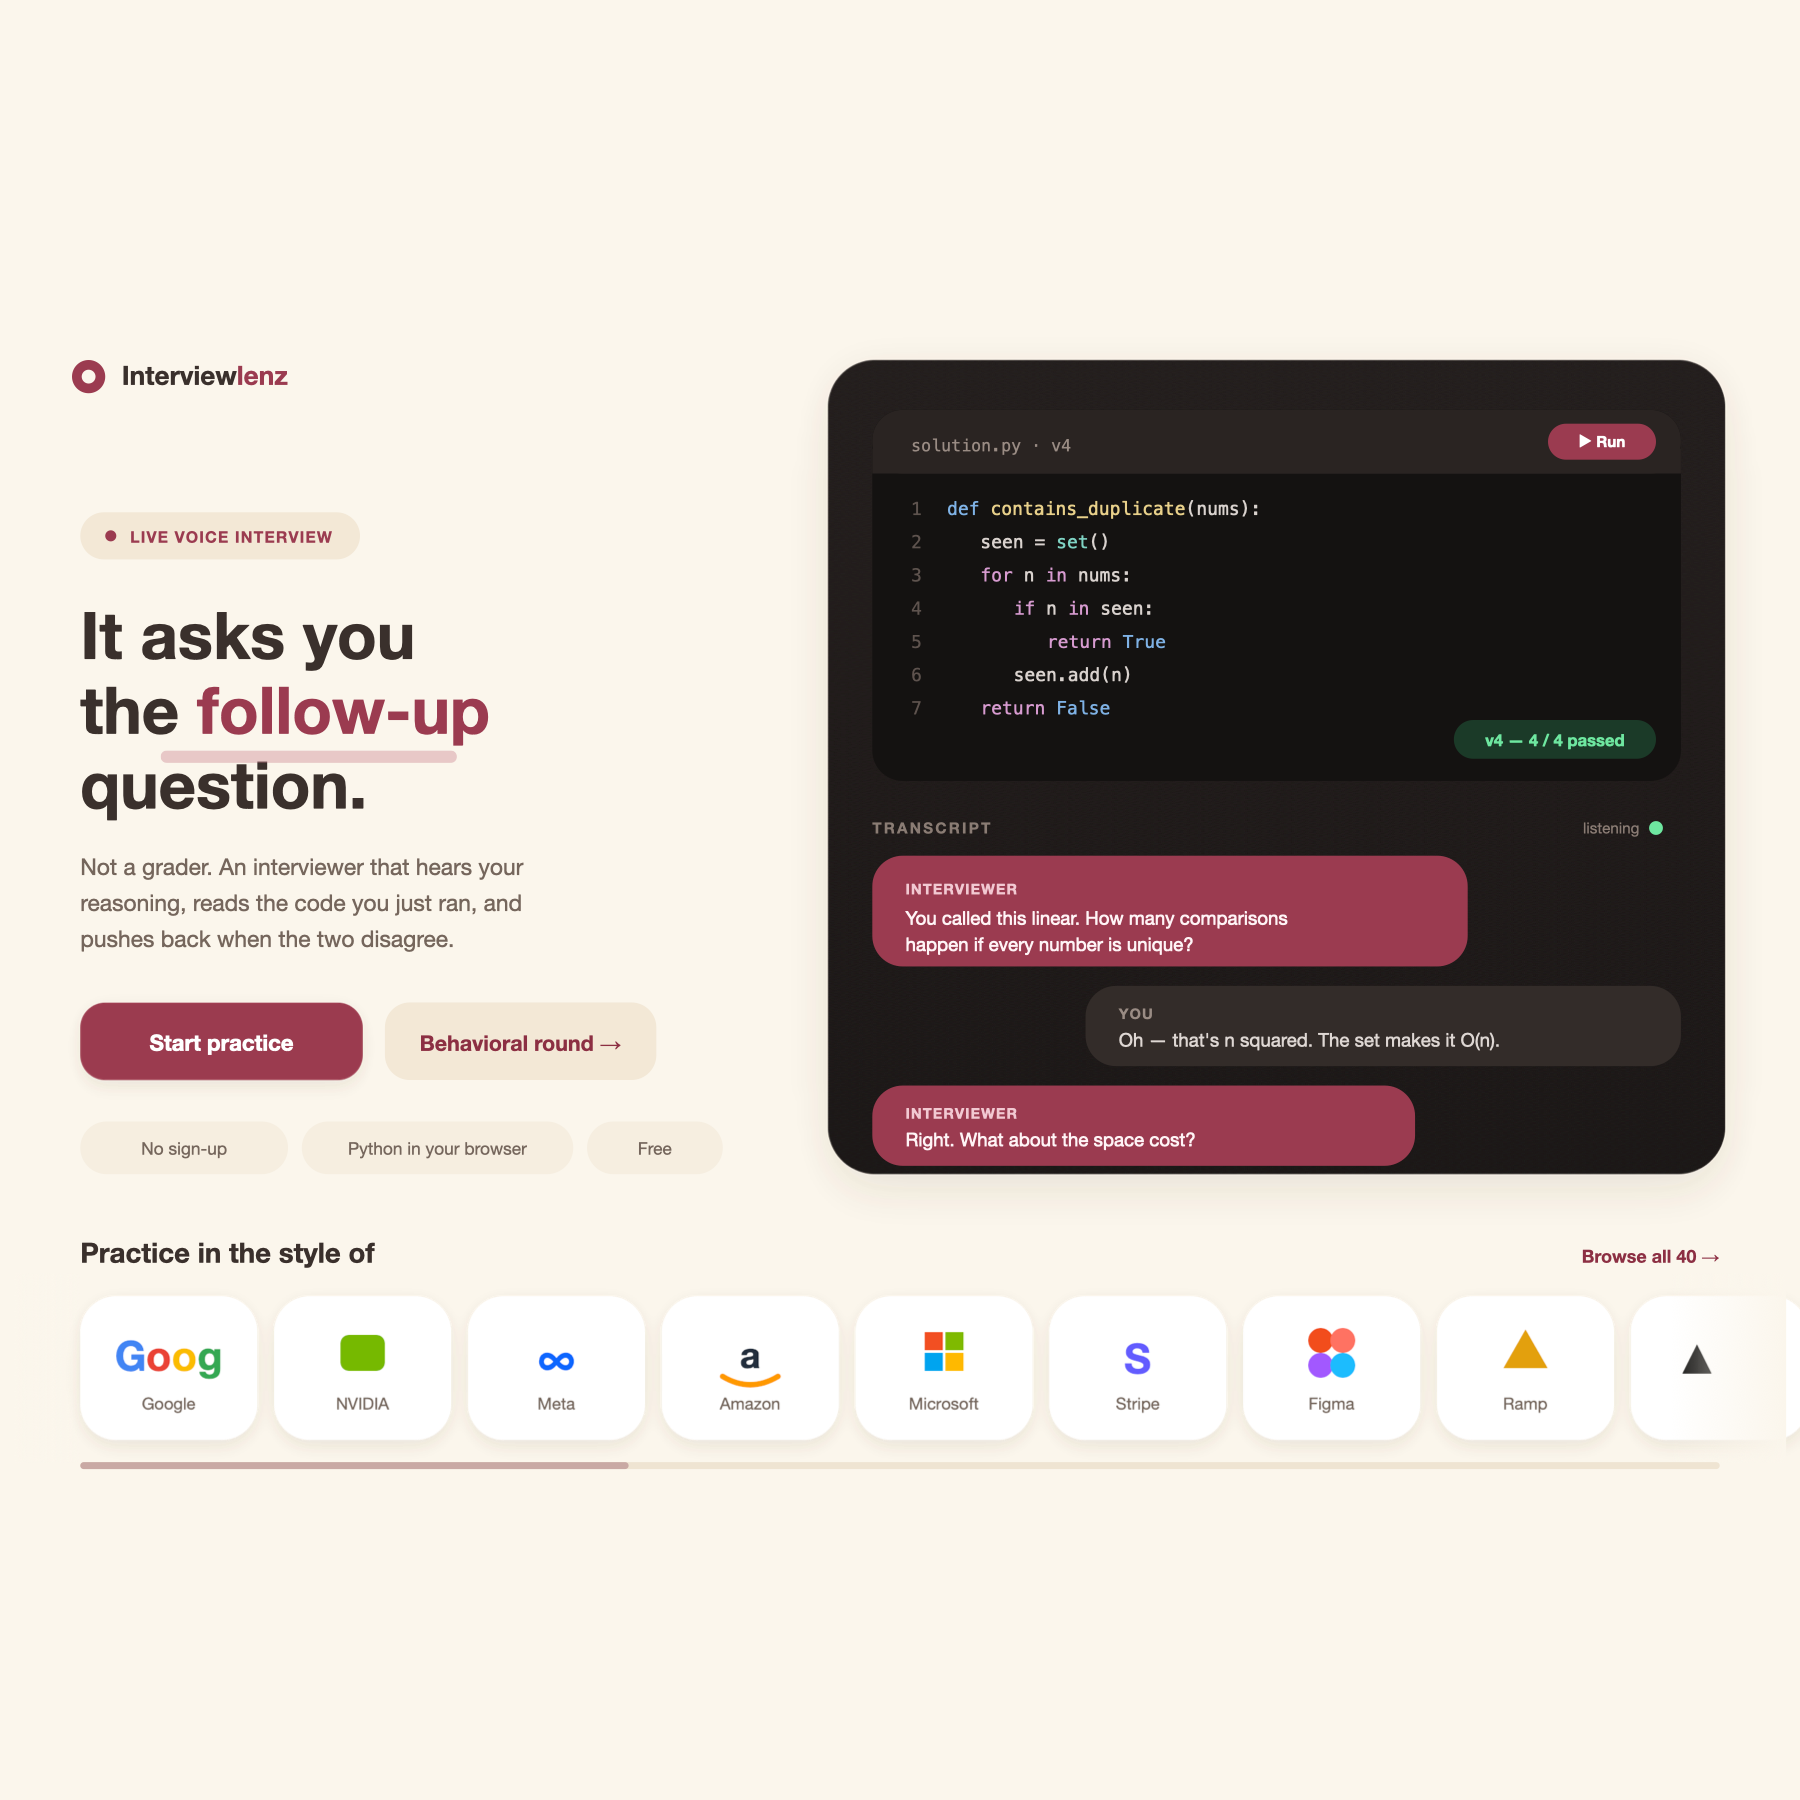 Interviewlenz
LIVE VOICE INTERVIEW
It asks you
the follow-up
question.
Not a grader. An interviewer that hears your
reasoning, reads the code you just ran, and
pushes back when the two disagree.
Start practice
Behavioral round →
No sign-up
Python in your browser
Free
solution.py · v4
▶ Run
1 def contains_duplicate(nums):
2 seen = set()
3 for n in nums:
4 if n in seen:
5 return True
6 seen.add(n)
7 return False
v4 — 4 / 4 passed
TRANSCRIPT
listening
INTERVIEWER
You called this linear. How many comparisons
happen if every number is unique?
YOU
Oh — that's n squared. The set makes it O(n).
INTERVIEWER
Right. What about the space cost?
Practice in the style of
Browse all 40 →
Goog
Google
NVIDIA
∞
Meta
a
Amazon
Microsoft
S
Stripe
Figma
Ramp